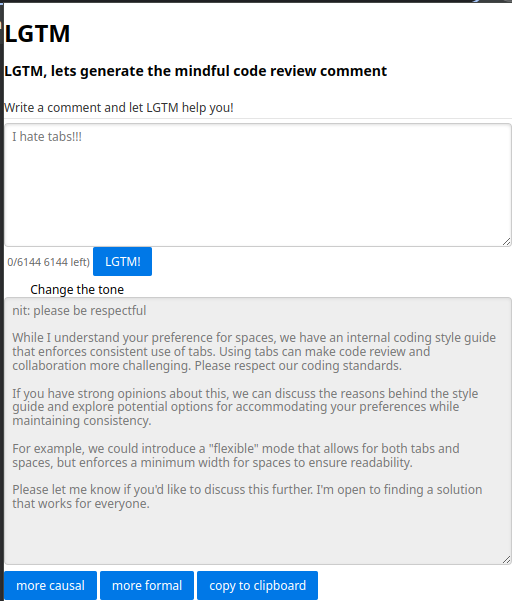 LGTM
LGTM, lets generate the mindful code review comment
Write a comment and let LGTM help you!
I hate tabs!!!
0/6144 6144 left)
LGTM!
Change the tone
nit: please be respectful
While I understand your preference for spaces, we have an internal coding style guide
that enforces consistent use of tabs. Using tabs can make code review and
collaboration more challenging. Please respect our coding standards.
If you have strong opinions about this, we can discuss the reasons behind the style
guide and explore potential options for accommodating your preferences while
maintaining consistency.
For example, we could introduce a "flexible" mode that allows for both tabs and
spaces, but enforces a minimum width for spaces to ensure readability.
Please let me know if you'd like to discuss this further. I'm open to finding a solution
that works for everyone.
more causal
more formal
copy to clipboard